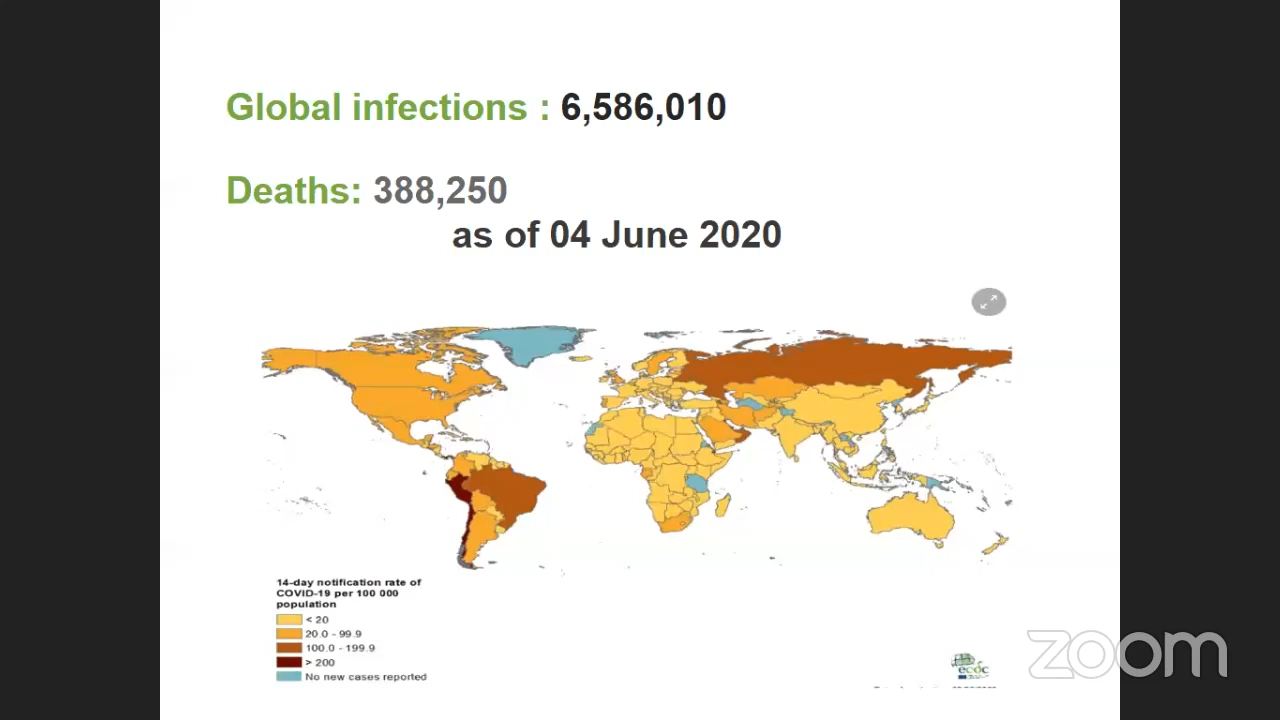 Global infections : 6,586,010
Deaths: 388,250
as of 04 June 2020
14-day notification rate of
COVID-19 per 100 000
population
< 20
20.0 - 99.9
100.0 - 199.9
> 200
No new cases reported
ecdc
zoom